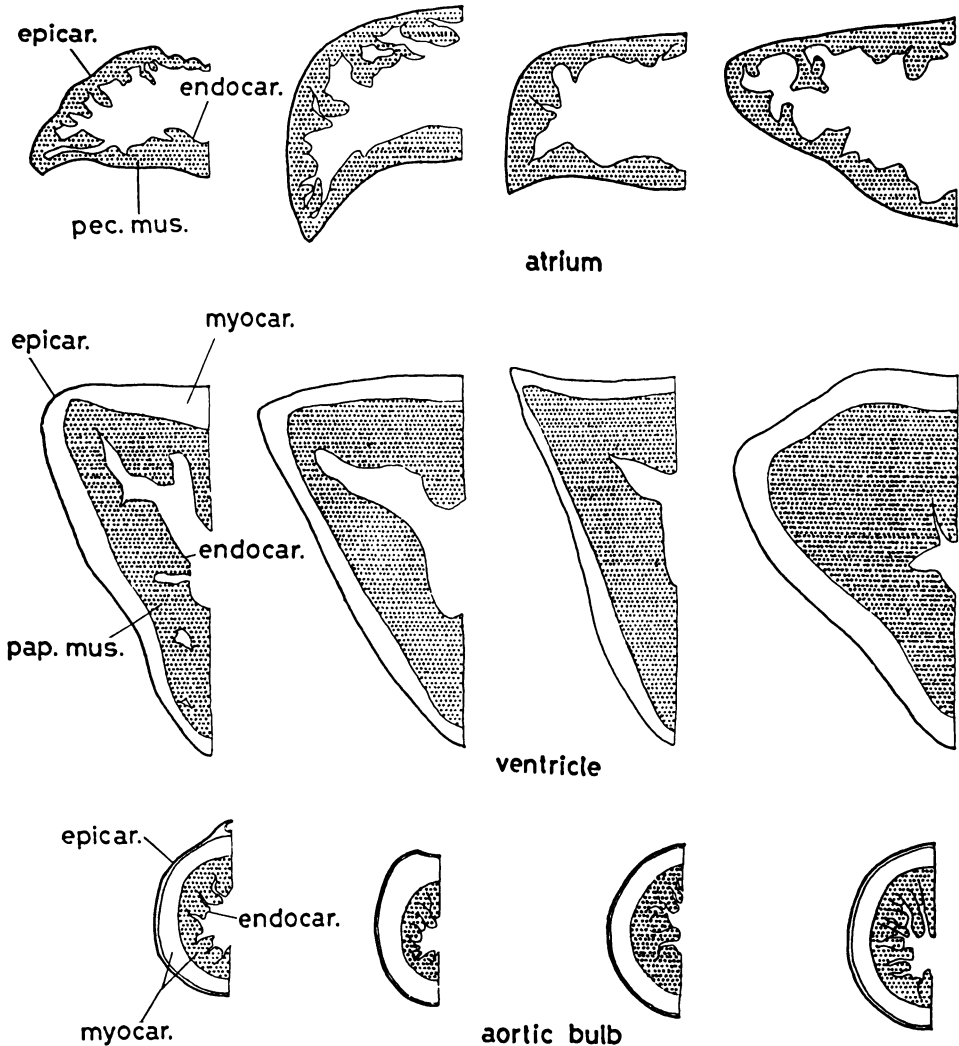 epicar.
endocar.
pec. mus.
atrium
myocar.
epicar.
endocar.
pap. mus.
ventricle
epicar.
endocar.
myocar.
aortic bulb